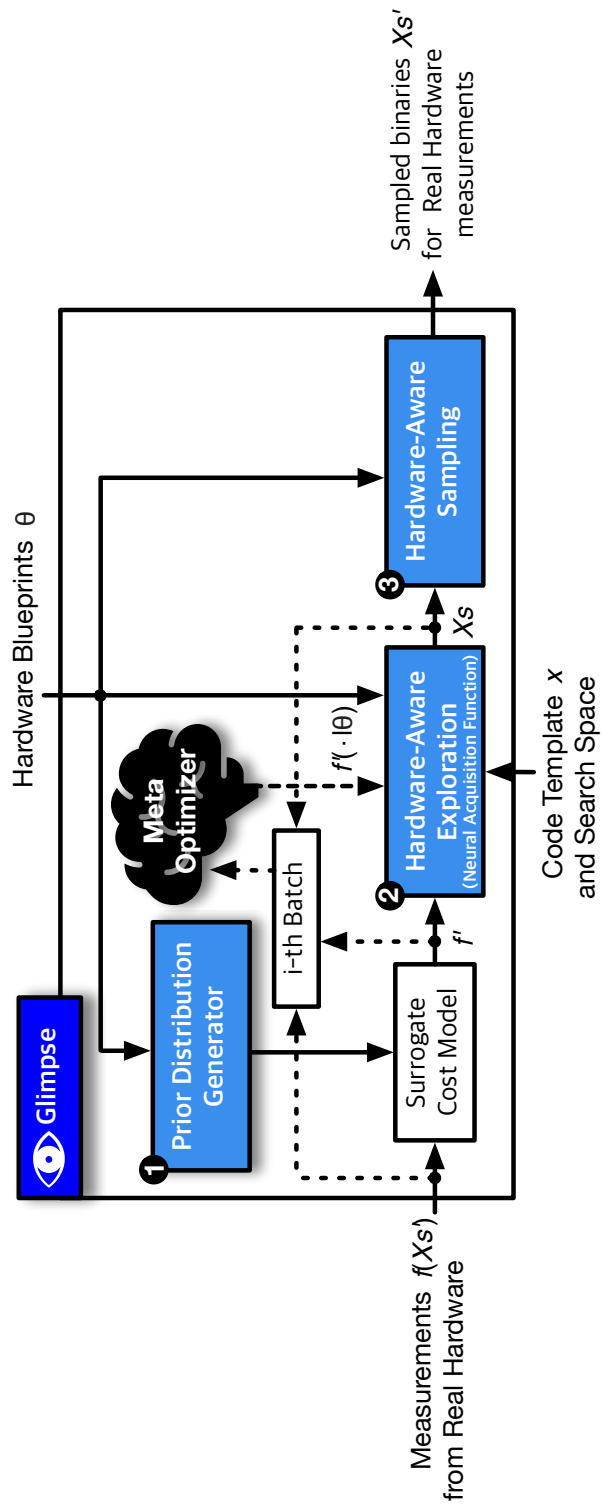 Hardware Blueprints θ
Glimpse
1
Prior Distribution
Generator
Meta
Optimizer
i-th Batch
f'( · |θ)
Measurements f(Xs')
from Real Hardware
Surrogate
Cost Model
f'
2
Hardware-Aware
Exploration
(Neural Acquisition Function)
Xs
3
Hardware-Aware
Sampling
Sampled binaries Xs'
for Real Hardware
measurements
Code Template x
and Search Space